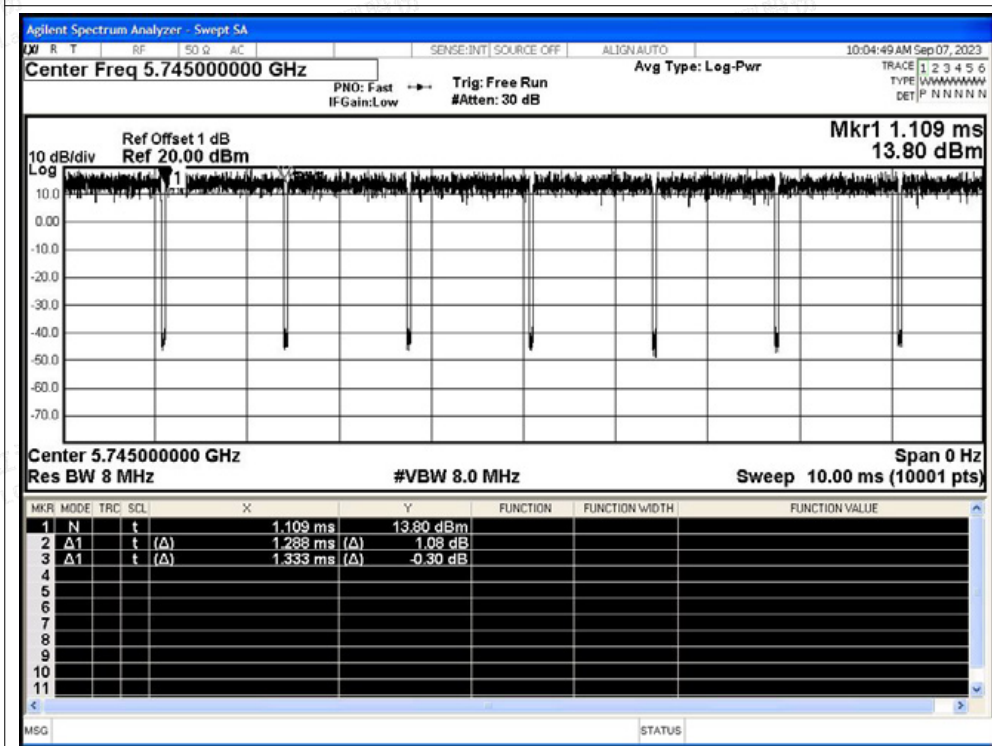 Agilent Spectrum Analyzer - Swept SA
LXI R T RF 50 Ω AC SENSE:INT SOURCE OFF ALIGN AUTO 10:04:49 AM Sep 07, 2023
Center Freq 5.745000000 GHz Avg Type: Log-Pwr TRACE 1 2 3 4 5 6
PNO: Fast Trig: Free Run TYPE WWWWWW
IFGain:Low #Atten: 30 dB DET P N N N N N
Mkr1 1.109 ms
Ref Offset 1 dB
10 dB/div Ref 20.00 dBm 13.80 dBm
Log
1
10.0
0.00
-10.0
-20.0
-30.0
-40.0
-50.0
-60.0
-70.0
Center 5.745000000 GHz Span 0 Hz
Res BW 8 MHz #VBW 8.0 MHz Sweep 10.00 ms (10001 pts)
MKR MODE TRC SCL X Y FUNCTION FUNCTION WIDTH FUNCTION VALUE
1 N t 1.109 ms 13.80 dBm
2 Δ1 t (Δ) 1.288 ms (Δ) 1.08 dB
3 Δ1 t (Δ) 1.333 ms (Δ) -0.30 dB
4
5
6
7
8
9
10
11
MSG STATUS